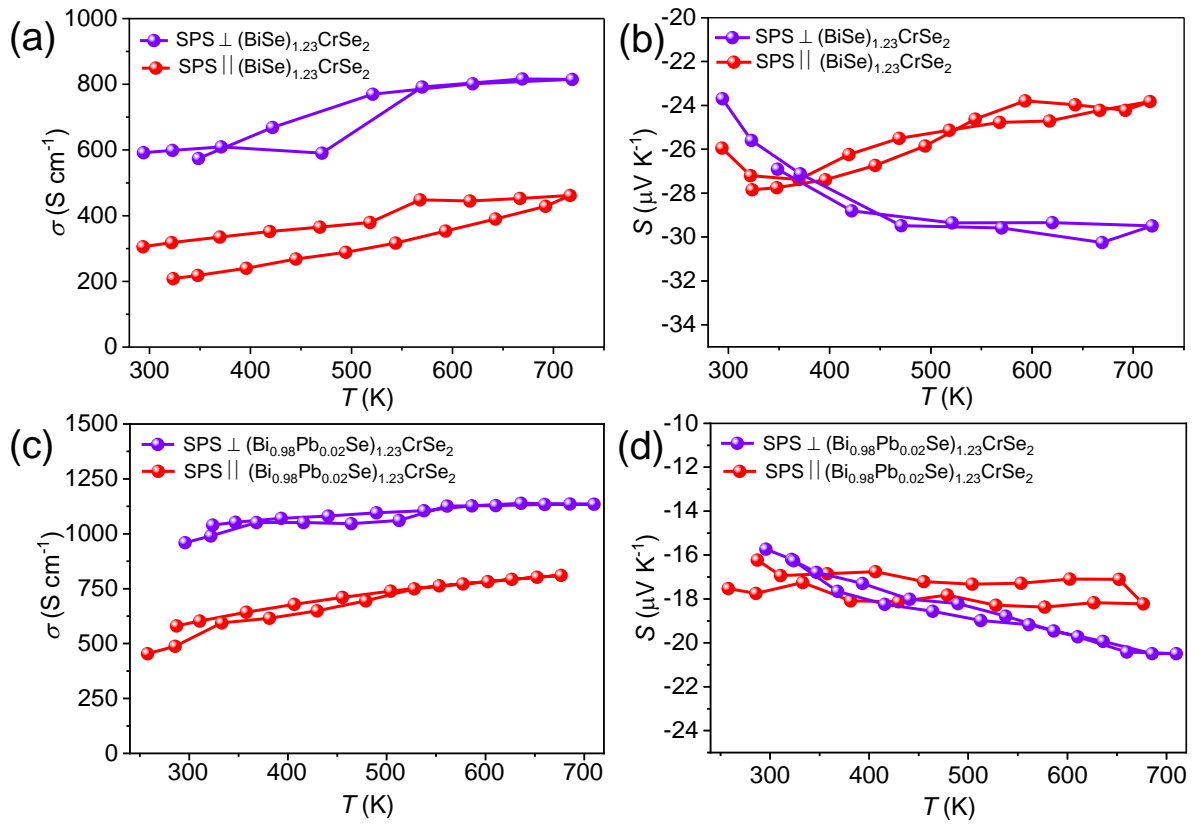 (a)
1000
800
600
400
200
0
σ (S cm⁻¹)
SPS ⊥ (BiSe)₁.₂₃CrSe₂
SPS || (BiSe)₁.₂₃CrSe₂
300 400 500 600 700
T (K)
(b)
-20
-22
-24
-26
-28
-30
-32
-34
S (μV K⁻¹)
SPS ⊥ (BiSe)₁.₂₃CrSe₂
SPS || (BiSe)₁.₂₃CrSe₂
300 400 500 600 700
T (K)
(c)
1500
1250
1000
750
500
250
0
σ (S cm⁻¹)
SPS ⊥ (Bi₀.₉₈Pb₀.₀₂Se)₁.₂₃CrSe₂
SPS || (Bi₀.₉₈Pb₀.₀₂Se)₁.₂₃CrSe₂
300 400 500 600 700
T (K)
(d)
-10
-12
-14
-16
-18
-20
-22
-24
S (μV K⁻¹)
SPS ⊥ (Bi₀.₉₈Pb₀.₀₂Se)₁.₂₃CrSe₂
SPS || (Bi₀.₉₈Pb₀.₀₂Se)₁.₂₃CrSe₂
300 400 500 600 700
T (K)